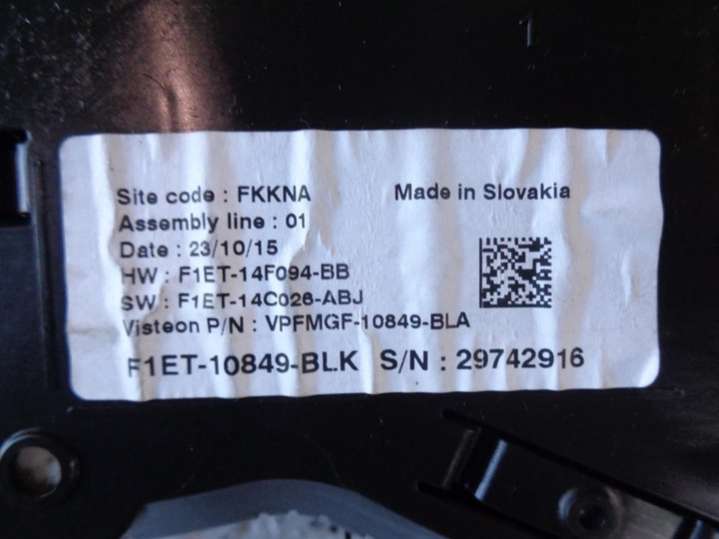 Site code : FKKNA Made in Slovakia
Assembly line : 01
Date : 23/10/15
HW : F1ET-14F094-BB
SW : F1ET-14C026-ABJ
Visteon P/N : VPFMGF-10849-BLA
F1ET-10849-BLK S/N : 29742916